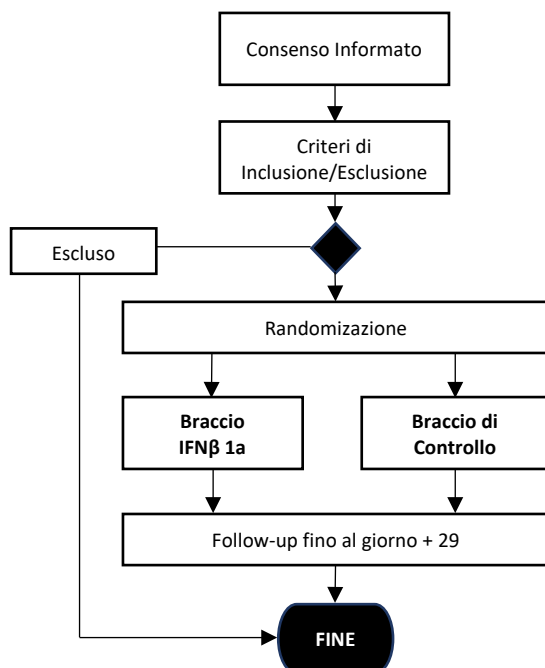 Consenso Informato
Criteri di
Inclusione/Esclusione
Escluso
Randomizazione
Braccio
IFNβ 1a
Braccio di
Controllo
Follow-up fino al giorno + 29
FINE